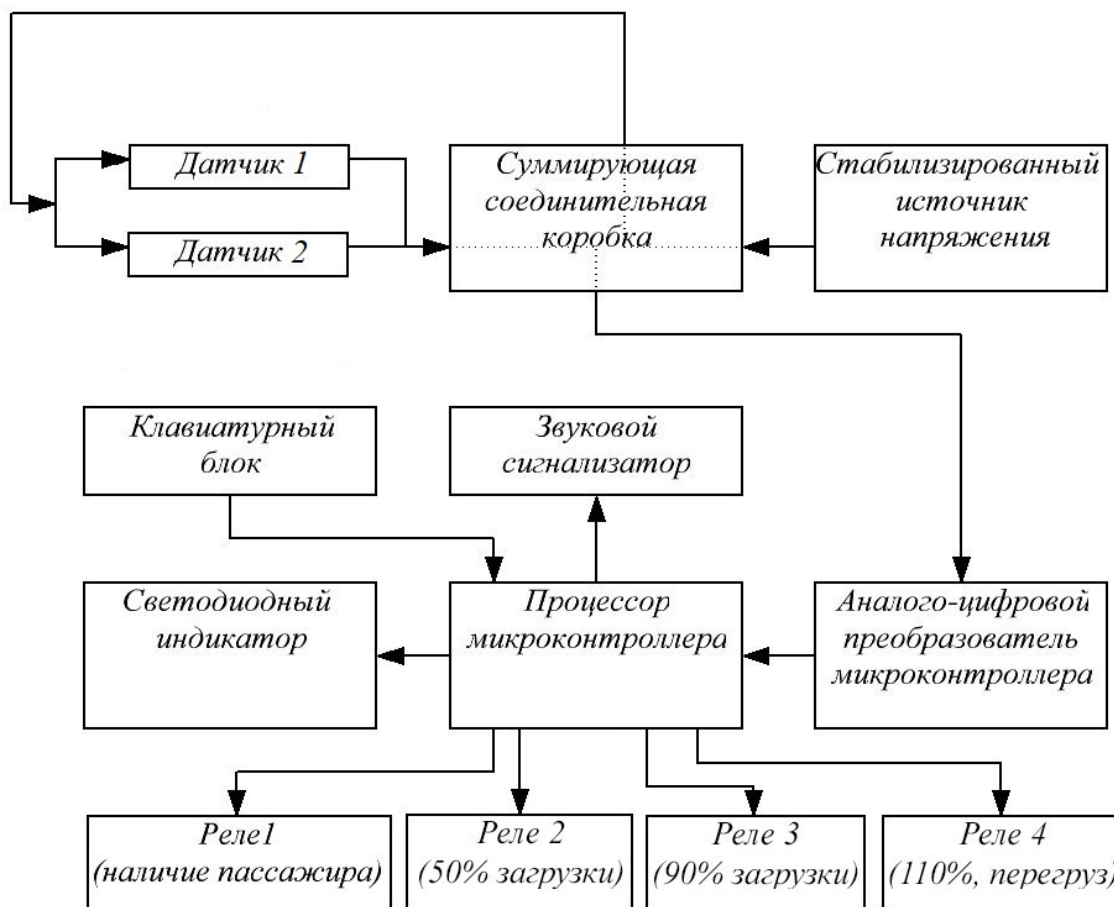 Датчик 1
Датчик 2
Суммирующая
соединительная
коробка
Стабилизированный
источник
напряжения
Клавиатурный
блок
Звуковой
сигнализатор
Светодиодный
индикатор
Процессор
микроконтроллера
Аналого-цифровой
преобразователь
микроконтроллера
Реле1
(наличие пассажира)
Реле 2
(50% загрузки)
Реле 3
(90% загрузки)
Реле 4
(110%, перегруз)